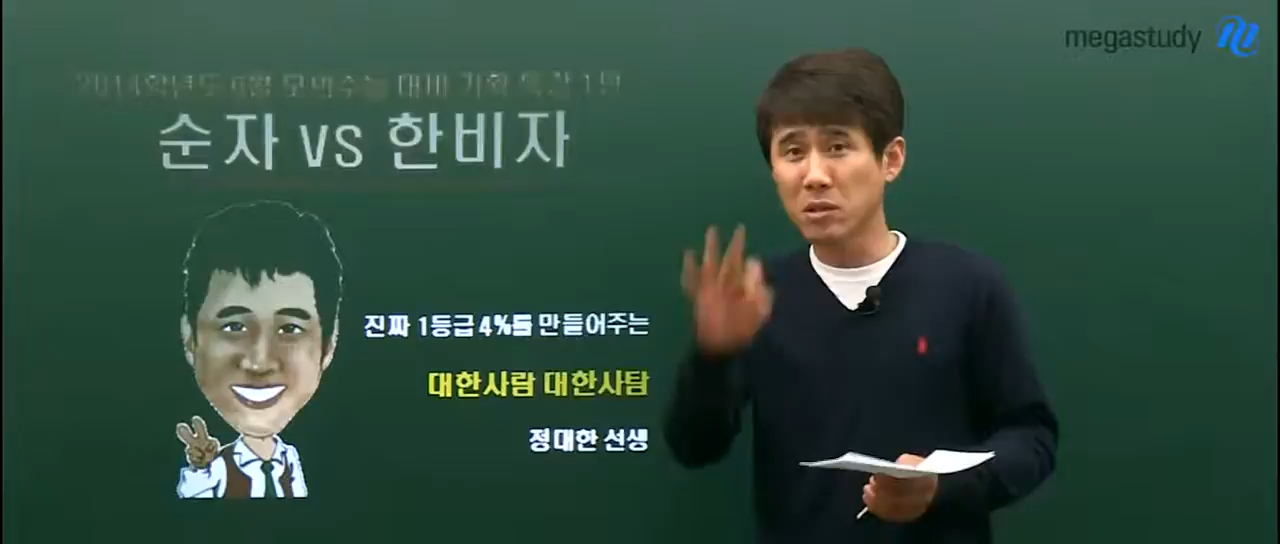 megastudy
2014학년도 6평 모의수능 대비 기획 특강 1탄
순자 vs 한비자
진짜 1등급 4%를 만들어주는
대한사람 대한사탐
정대한 선생